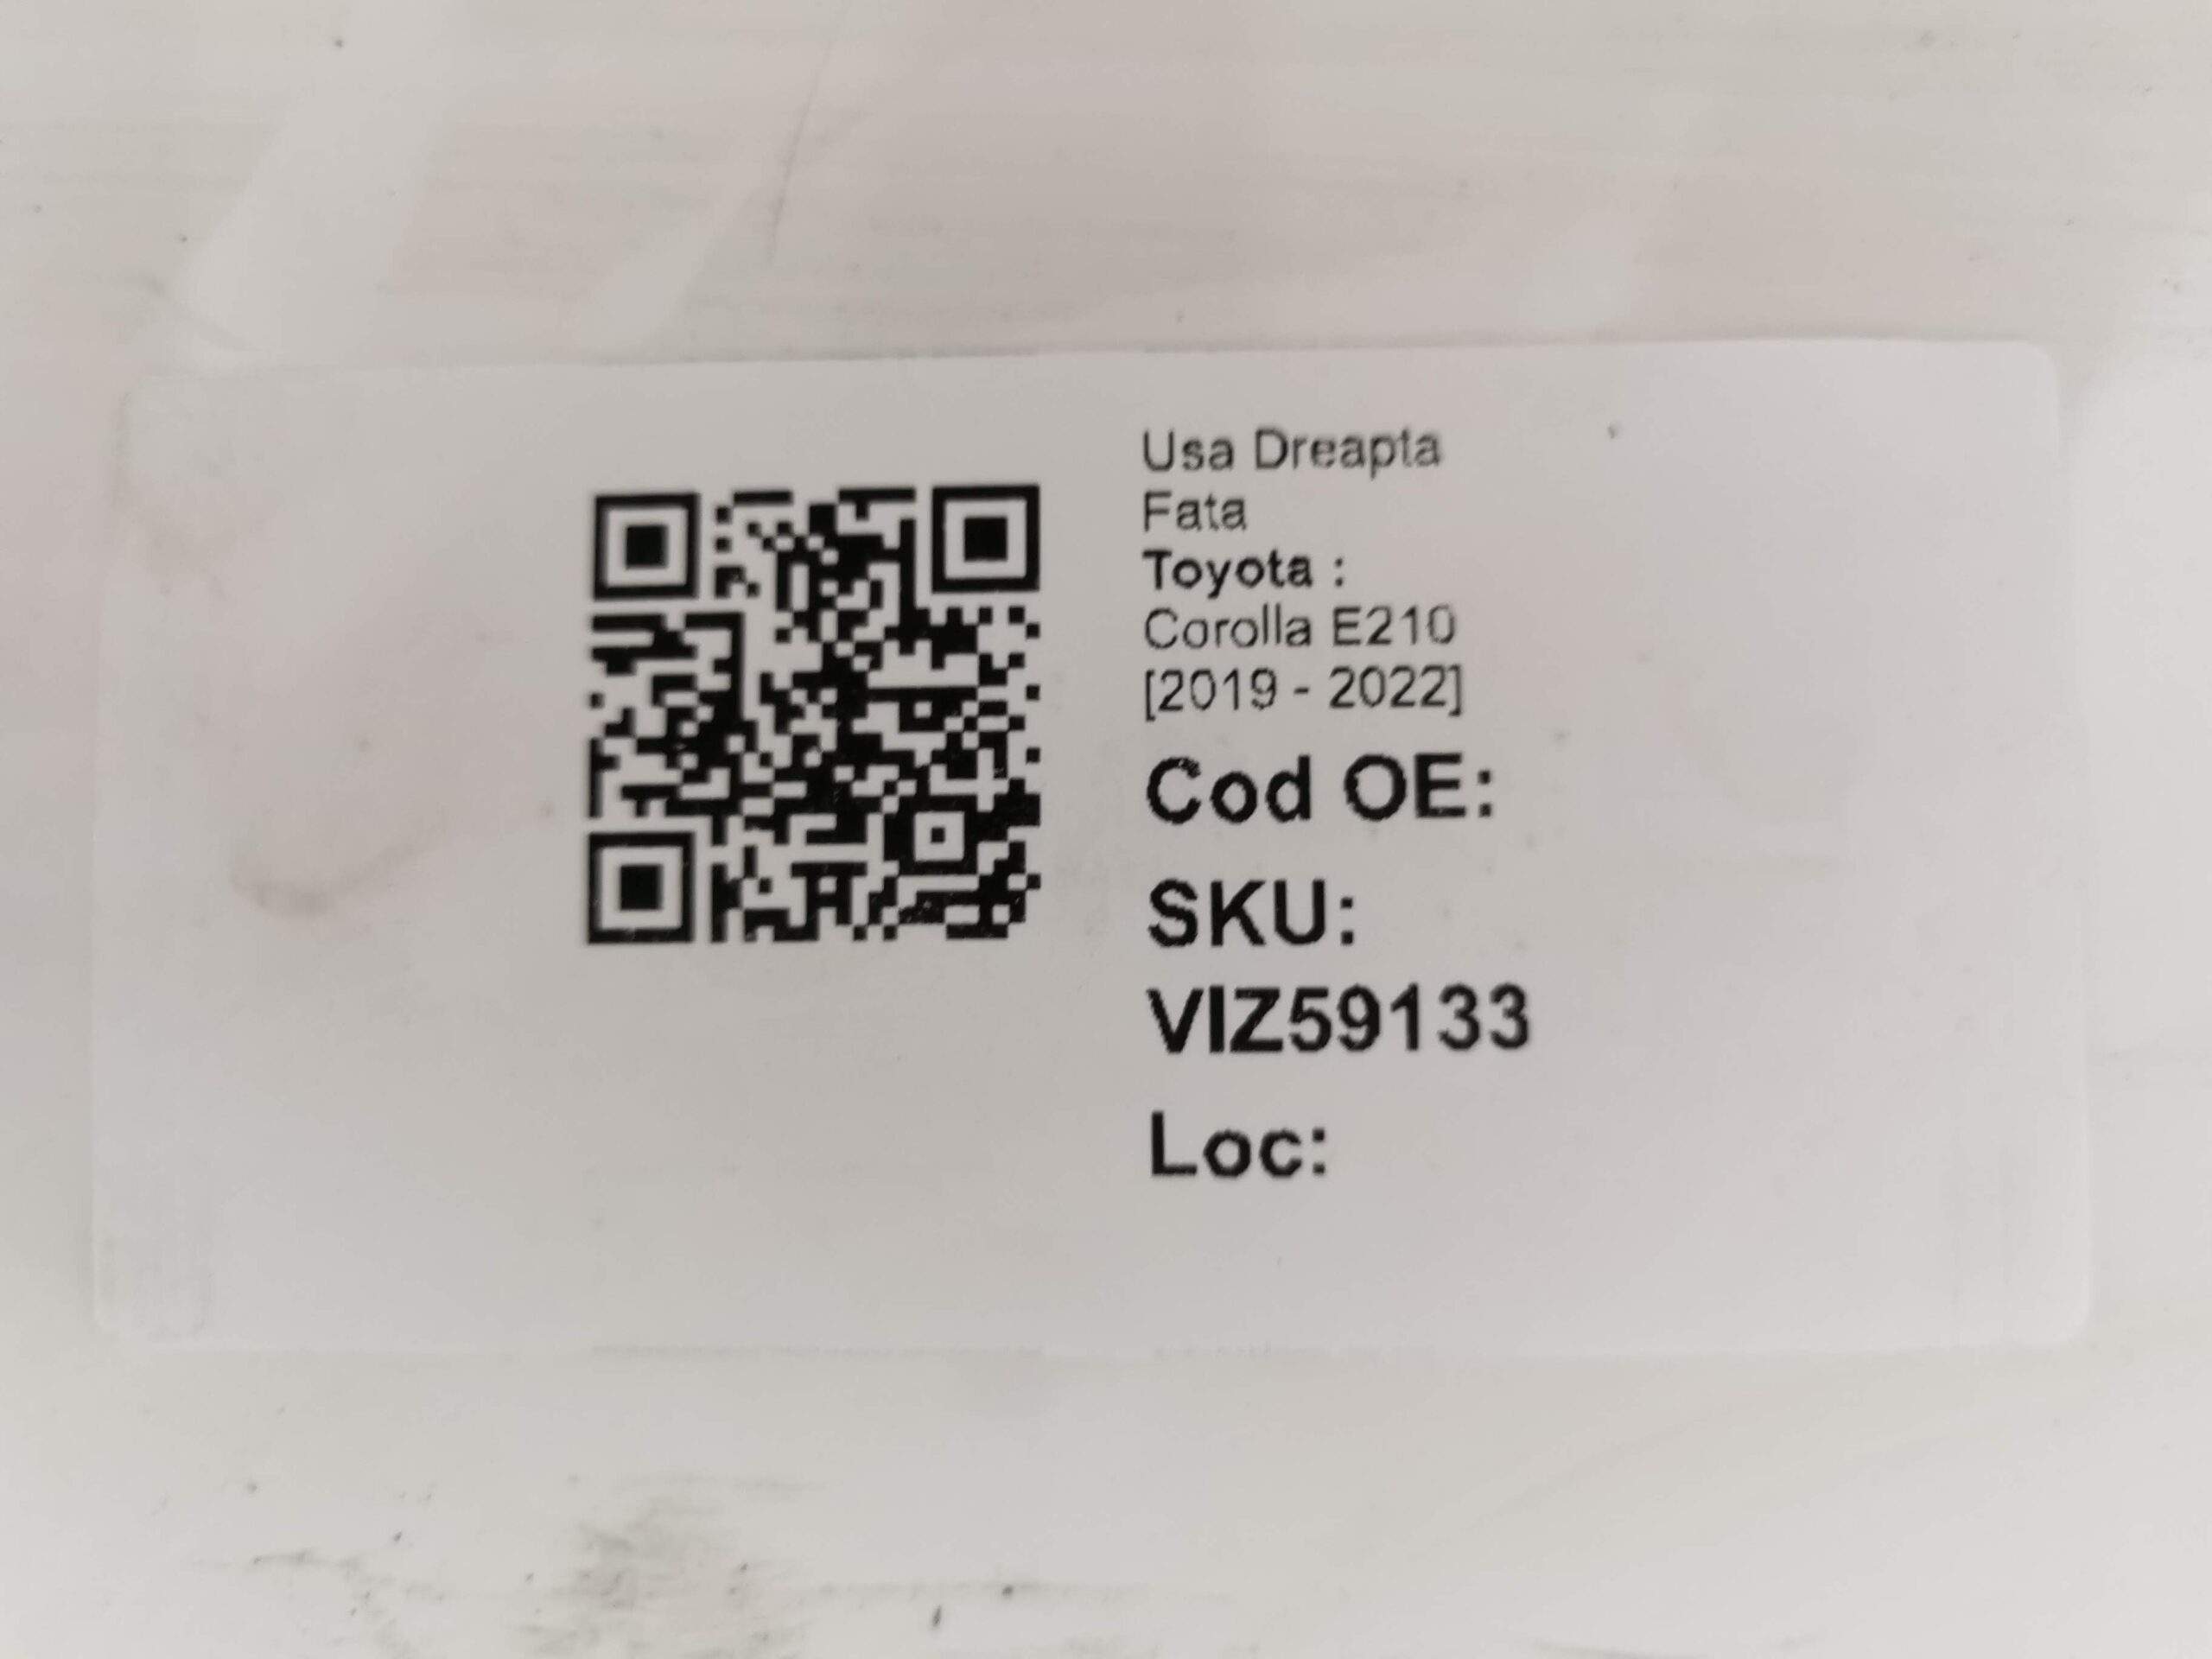 Usa Dreapta
Fata
Toyota :
Corolla E210
[2019 - 2022]
Cod OE:
SKU:
VIZ59133
Loc: